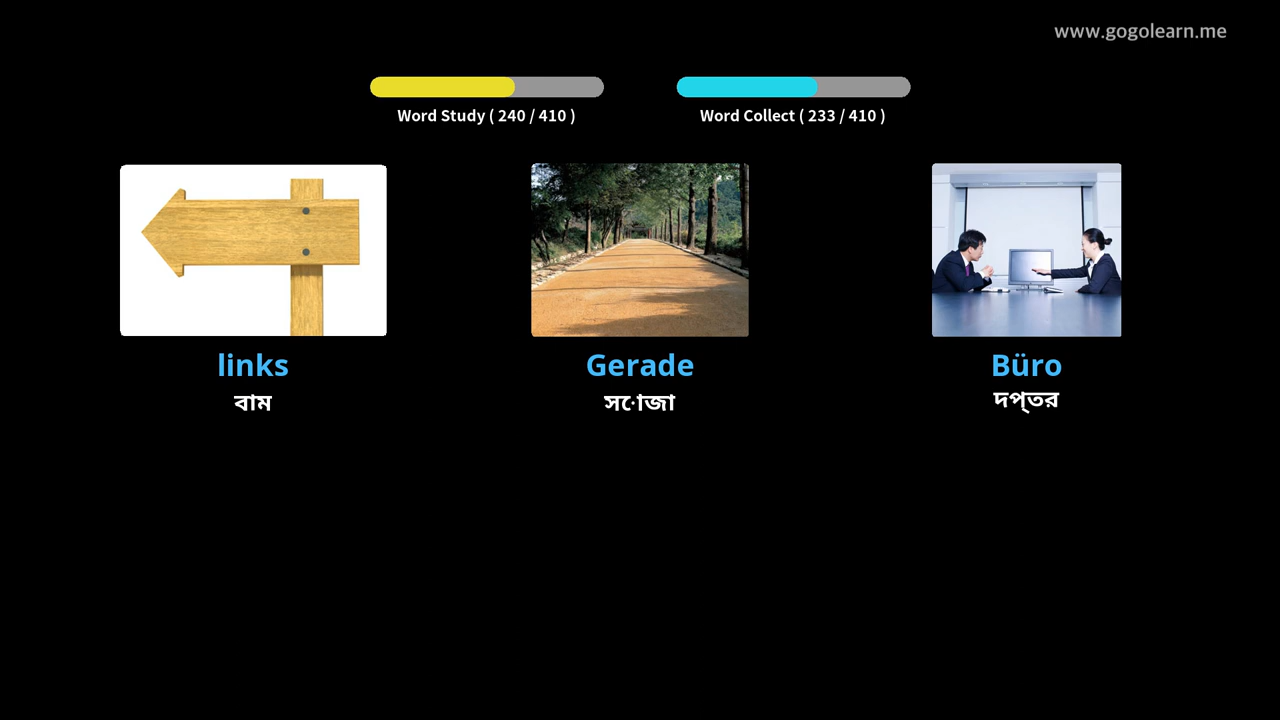 www.gogolearn.me
Word Study ( 240 / 410 )
Word Collect ( 233 / 410 )
links
Gerade
Büro
বাম
সোজা
দপ্তর